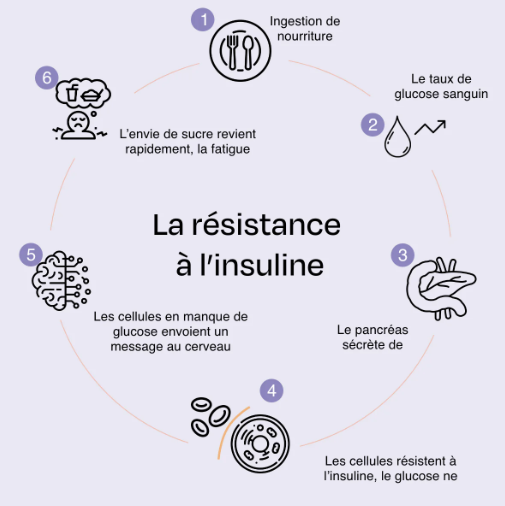 1
Ingestion de
nourriture
Le taux de
glucose sanguin
2
3
Le pancréas
sécrète de
4
Les cellules résistent à
l'insuline, le glucose ne
5
Les cellules en manque de
glucose envoient un
message au cerveau
6
L'envie de sucre revient
rapidement, la fatigue
La résistance
à l'insuline